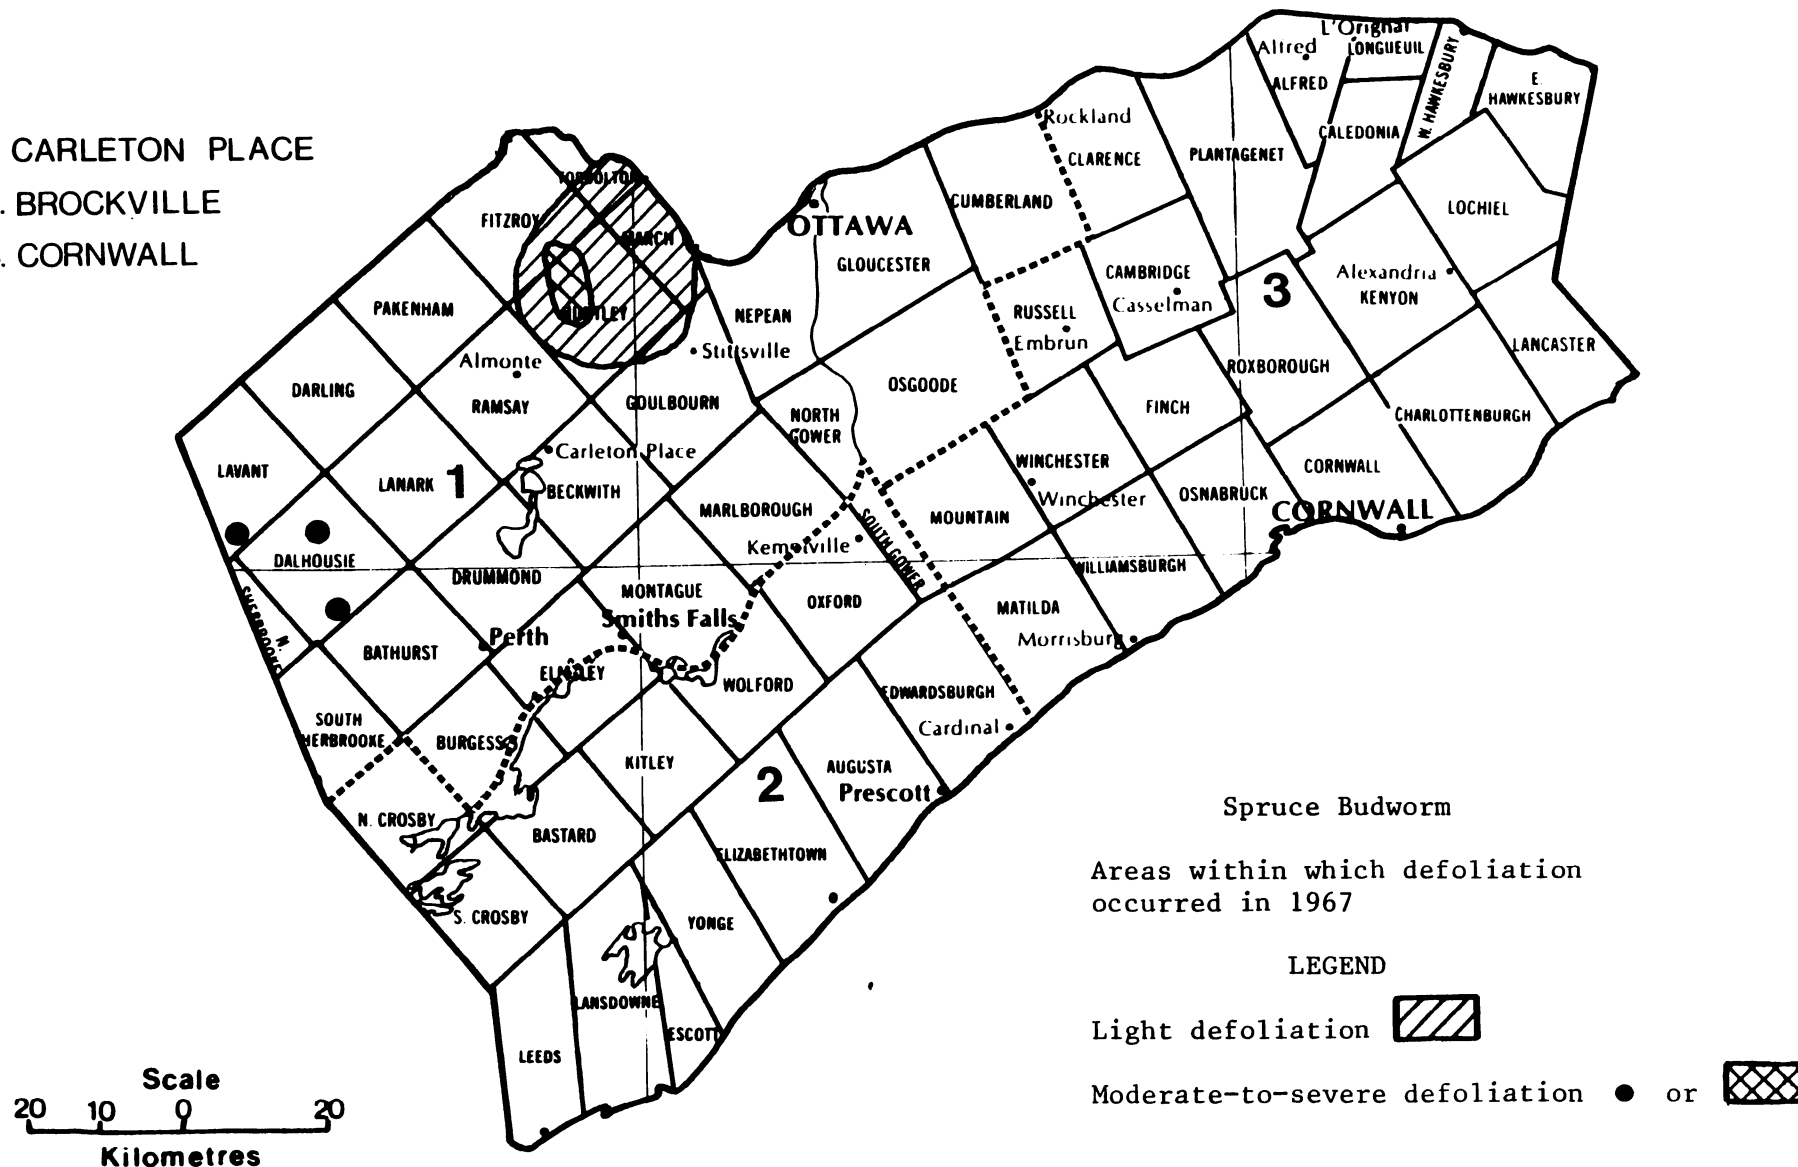 CARLETON PLACE
. BROCKVILLE
. CORNWALL
L'Orignal
Alfred
LONGUEUIL
ALFRED
W. HAWKESBURY
E.
HAWKESBURY
CALEDONIA
Rockland
CLARENCE
PLANTAGENET
LOCHIEL
CUMBERLAND
TORBOLTON
FITZROY
MARCH
OTTAWA
GLOUCESTER
CAMBRIDGE
Casselman
3
Alexandria
KENYON
PAKENHAM
HUNTLEY
NEPEAN
Stittsville
RUSSELL
Embrun
LANCASTER
Almonte
DARLING
RAMSAY
GOULBOURN
NORTH
GOWER
OSGOODE
FINCH
ROXBOROUGH
CHARLOTTENBURGH
LAVANT
LANARK
1
Carleton Place
BECKWITH
MARLBOROUGH
WINCHESTER
Winchester
OSNABRUCK
CORNWALL
CORNWALL
MOUNTAIN
Kemptville
SOUTH GOWER
DALHOUSIE
DRUMMOND
MONTAGUE
Smiths Falls
OXFORD
WILLIAMSBURGH
MATILDA
Morrisburg
N.
SHERBROOKE
BATHURST
Perth
ELMSLEY
WOLFORD
EDWARDSBURGH
Cardinal
SOUTH
HERBROOKE
BURGESS
KITLEY
2
AUGUSTA
Prescott
N. CROSBY
BASTARD
ELIZABETHTOWN
S. CROSBY
YONGE
LANSDOWNE
ESCOTT
LEEDS
Spruce Budworm
Areas within which defoliation
occurred in 1967
LEGEND
Light defoliation
Moderate-to-severe defoliation or
Scale
20 10 0 20
Kilometres